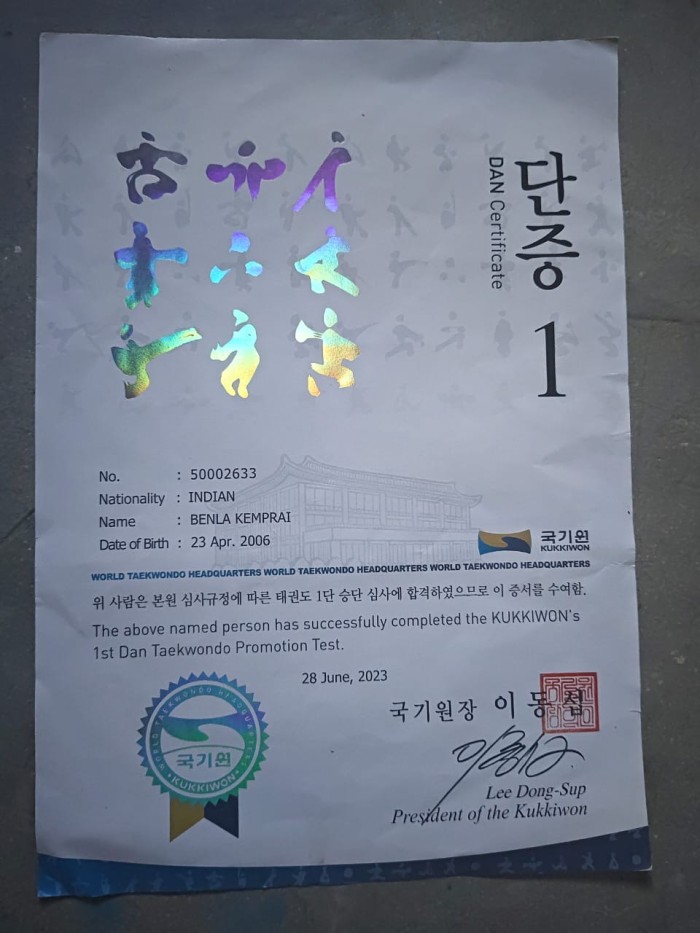 단증
DAN Certificate
1
No. : 50002633
Nationality : INDIAN
Name : BENLA KEMPRAI
Date of Birth : 23 Apr. 2006
국기원
KUKKIWON
WORLD TAEKWONDO HEADQUARTERS WORLD TAEKWONDO HEADQUARTERS WORLD TAEKWONDO HEADQUARTERS
위 사람은 본원 심사규정에 따른 태권도 1단 승단 심사에 합격하였으므로 이 증서를 수여함.
The above named person has successfully completed the KUKKIWON's
1st Dan Taekwondo Promotion Test.
28 June, 2023
국기원장 이동섭
Lee Dong-Sup
President of the Kukkiwon
WORLD TAEKWONDO HEADQUARTERS
국기원
KUKKIWON